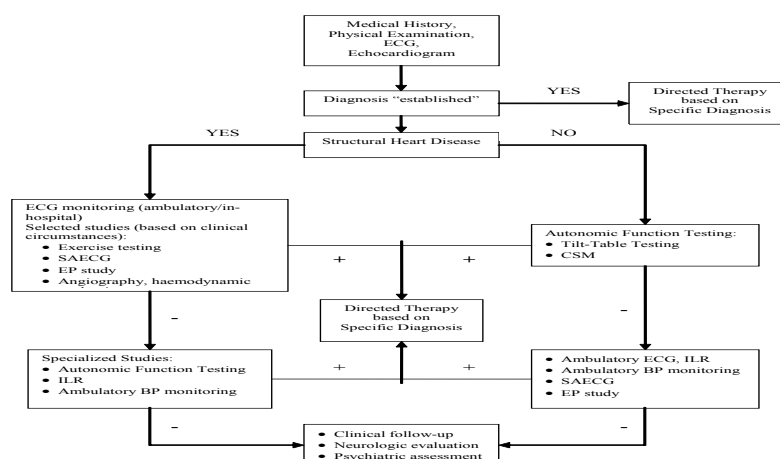 Medical History,
Physical Examination,
ECG,
Echocardiogram
Diagnosis “established”
YES
Directed Therapy
based on
Specific Diagnosis
YES
Structural Heart Disease
NO
ECG monitoring (ambulatory/in-
hospital)
Selected studies (based on clinical
circumstances):
• Exercise testing
• SAECG
• EP study
• Angiography, haemodynamic
+
+
Autonomic Function Testing:
• Tilt-Table Testing
• CSM
-
Directed Therapy
based on
Specific Diagnosis
-
Specialized Studies:
• Autonomic Function Testing
• ILR
• Ambulatory BP monitoring
+
+
• Ambulatory ECG, ILR
• Ambulatory BP monitoring
• SAECG
• EP study
-
-
• Clinical follow-up
• Neurologic evaluation
• Psychiatric assessment